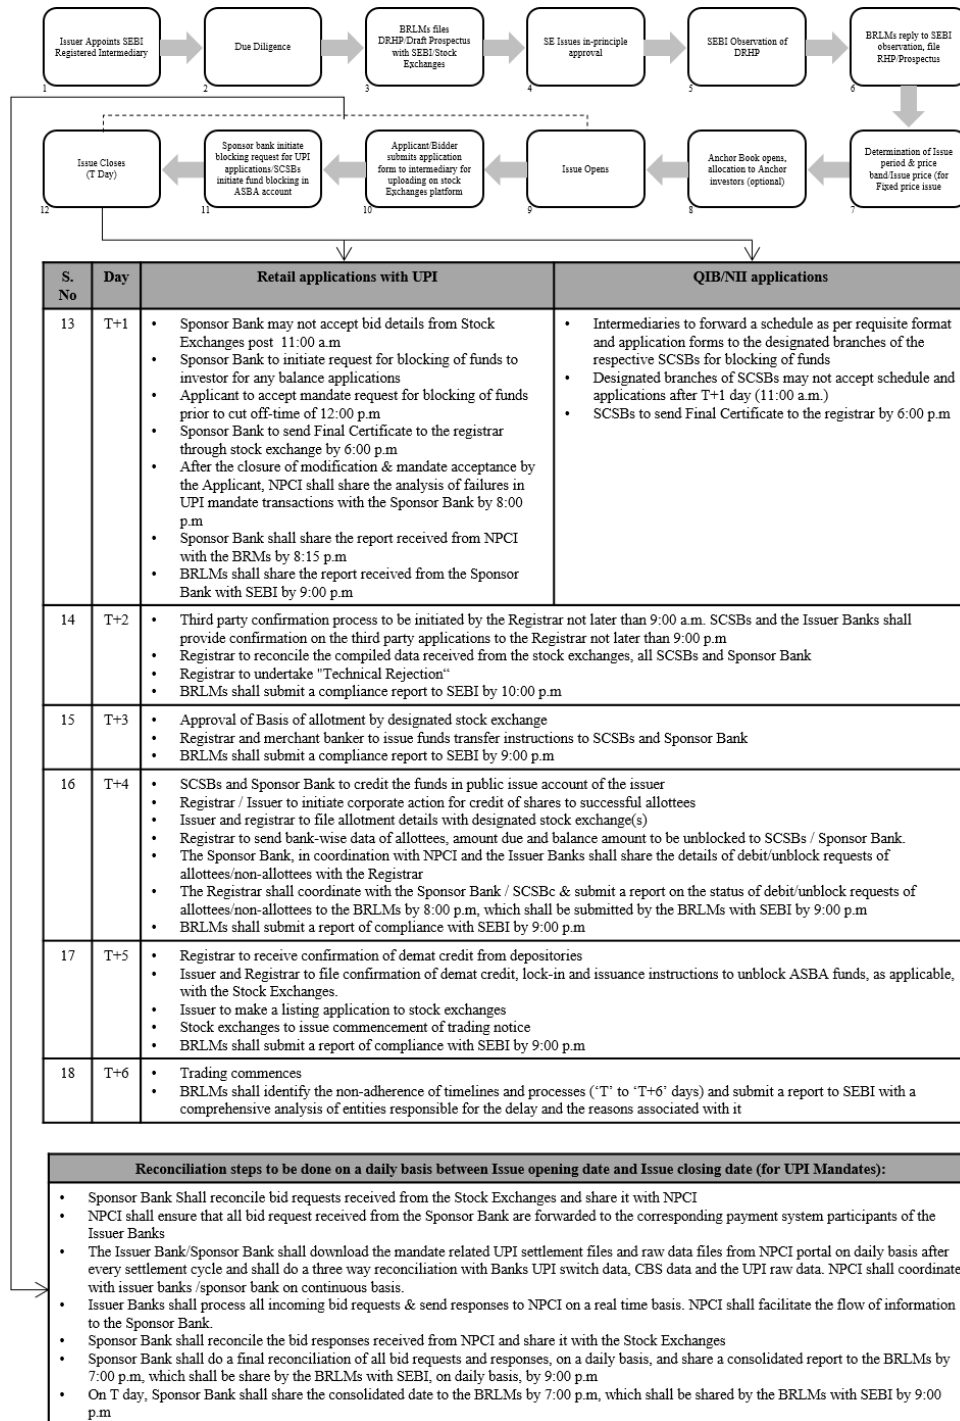 Issuer Appoints SEBI
Registered Intermediary
1
Due Diligence
2
BRLMs files
DRHP/Draft Prospectus
with SEBI/Stock
Exchanges
3
SE Issues in-principle
approval
4
SEBI Observation of
DRHP
5
BRLMs reply to SEBI
observation, file
RHP/Prospectus
6
Determination of Issue
period & price
band/Issue price (for
Fixed price issue
7
Anchor Book opens,
allocation to Anchor
investors (optional)
8
Issue Opens
9
Applicant/Bidder
submits application
form to intermediary for
uploading on stock
Exchanges platform
10
Sponsor bank initiate
blocking request for UPI
applications/SCSBs
initiate fund blocking in
ASBA account
11
Issue Closes
(T Day)
12
S.
No
Day
Retail applications with UPI
QIB/NII applications
13
T+1
• Sponsor Bank may not accept bid details from Stock
Exchanges post 11:00 a.m
• Sponsor Bank to initiate request for blocking of funds to
investor for any balance applications
• Applicant to accept mandate request for blocking of funds
prior to cut off-time of 12:00 p.m
• Sponsor Bank to send Final Certificate to the registrar
through stock exchange by 6:00 p.m
• After the closure of modification & mandate acceptance by
the Applicant, NPCI shall share the analysis of failures in
UPI mandate transactions with the Sponsor Bank by 8:00
p.m
• Sponsor Bank shall share the report received from NPCI
with the BRMs by 8:15 p.m
• BRLMs shall share the report received from the Sponsor
Bank with SEBI by 9:00 p.m
• Intermediaries to forward a schedule as per requisite format
and application forms to the designated branches of the
respective SCSBs for blocking of funds
• Designated branches of SCSBs may not accept schedule and
applications after T+1 day (11:00 a.m.)
• SCSBs to send Final Certificate to the registrar by 6:00 p.m
14
T+2
• Third party confirmation process to be initiated by the Registrar not later than 9:00 a.m. SCSBs and the Issuer Banks shall
provide confirmation on the third party applications to the Registrar not later than 9:00 p.m
• Registrar to reconcile the compiled data received from the stock exchanges, all SCSBs and Sponsor Bank
• Registrar to undertake "Technical Rejection“
• BRLMs shall submit a compliance report to SEBI by 10:00 p.m
15
T+3
• Approval of Basis of allotment by designated stock exchange
• Registrar and merchant banker to issue funds transfer instructions to SCSBs and Sponsor Bank
• BRLMs shall submit a compliance report to SEBI by 9:00 p.m
16
T+4
• SCSBs and Sponsor Bank to credit the funds in public issue account of the issuer
• Registrar / Issuer to initiate corporate action for credit of shares to successful allottees
• Issuer and registrar to file allotment details with designated stock exchange(s)
• Registrar to send bank-wise data of allottees, amount due and balance amount to be unblocked to SCSBs / Sponsor Bank.
• The Sponsor Bank, in coordination with NPCI and the Issuer Banks shall share the details of debit/unblock requests of
allottees/non-allottees with the Registrar
• The Registrar shall coordinate with the Sponsor Bank / SCSBc & submit a report on the status of debit/unblock requests of
allottees/non-allottees to the BRLMs by 8:00 p.m, which shall be submitted by the BRLMs with SEBI by 9:00 p.m
• BRLMs shall submit a report of compliance with SEBI by 9:00 p.m
17
T+5
• Registrar to receive confirmation of demat credit from depositories
• Issuer and Registrar to file confirmation of demat credit, lock-in and issuance instructions to unblock ASBA funds, as applicable,
with the Stock Exchanges.
• Issuer to make a listing application to stock exchanges
• Stock exchanges to issue commencement of trading notice
• BRLMs shall submit a report of compliance with SEBI by 9:00 p.m
18
T+6
• Trading commences
• BRLMs shall identify the non-adherence of timelines and processes (‘T’ to ‘T+6’ days) and submit a report to SEBI with a
comprehensive analysis of entities responsible for the delay and the reasons associated with it
Reconciliation steps to be done on a daily basis between Issue opening date and Issue closing date (for UPI Mandates):
• Sponsor Bank Shall reconcile bid requests received from the Stock Exchanges and share it with NPCI
• NPCI shall ensure that all bid request received from the Sponsor Bank are forwarded to the corresponding payment system participants of the
Issuer Banks
• The Issuer Bank/Sponsor Bank shall download the mandate related UPI settlement files and raw data files from NPCI portal on daily basis after
every settlement cycle and shall do a three way reconciliation with Banks UPI switch data, CBS data and the UPI raw data. NPCI shall coordinate
with issuer banks /sponsor bank on continuous basis.
• Issuer Banks shall process all incoming bid requests & send responses to NPCI on a real time basis. NPCI shall facilitate the flow of information
to the Sponsor Bank.
• Sponsor Bank shall reconcile the bid responses received from NPCI and share it with the Stock Exchanges
• Sponsor Bank shall do a final reconciliation of all bid requests and responses, on a daily basis, and share a consolidated report to the BRLMs by
7:00 p.m, which shall be share by the BRLMs with SEBI, on daily basis, by 9:00 p.m
• On T day, Sponsor Bank shall share the consolidated date to the BRLMs by 7:00 p.m, which shall be shared by the BRLMs with SEBI by 9:00
p.m